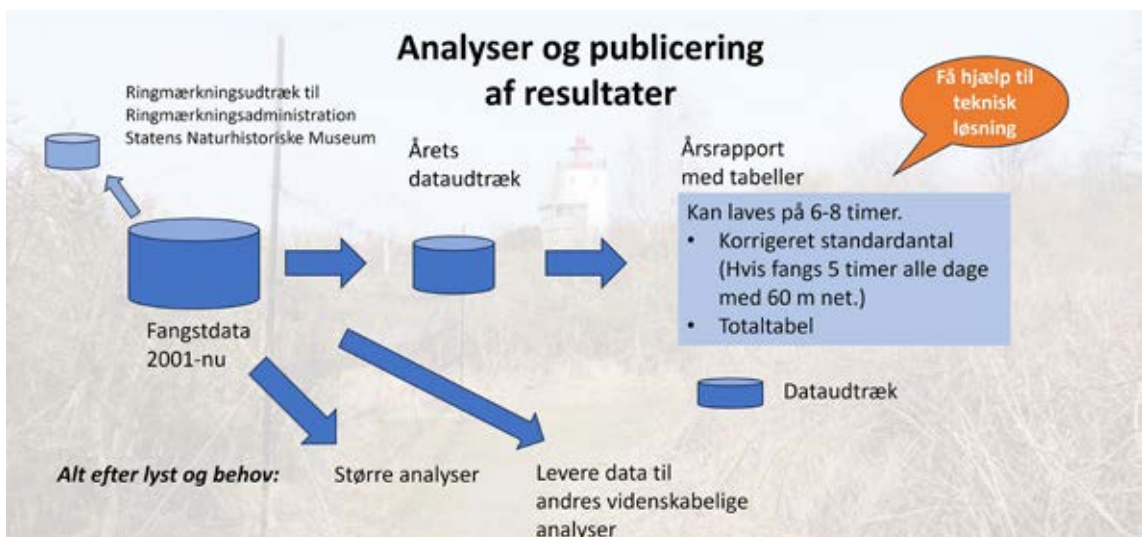 Analyser og publicering
af resultater
Ringmærkningsudtræk til
Ringmærkningsadministration
Statens Naturhistoriske Museum
Årets
dataudtræk
Årsrapport
med tabeller
Få hjælp til
teknisk
løsning
Kan laves på 6-8 timer.
• Korrigeret standardantal
(Hvis fangs 5 timer alle dage
med 60 m net.)
• Totaltabel
Fangstdata
2001-nu
Dataudtræk
Alt efter lyst og behov:
Større analyser
Levere data til
andres videnskabelige
analyser